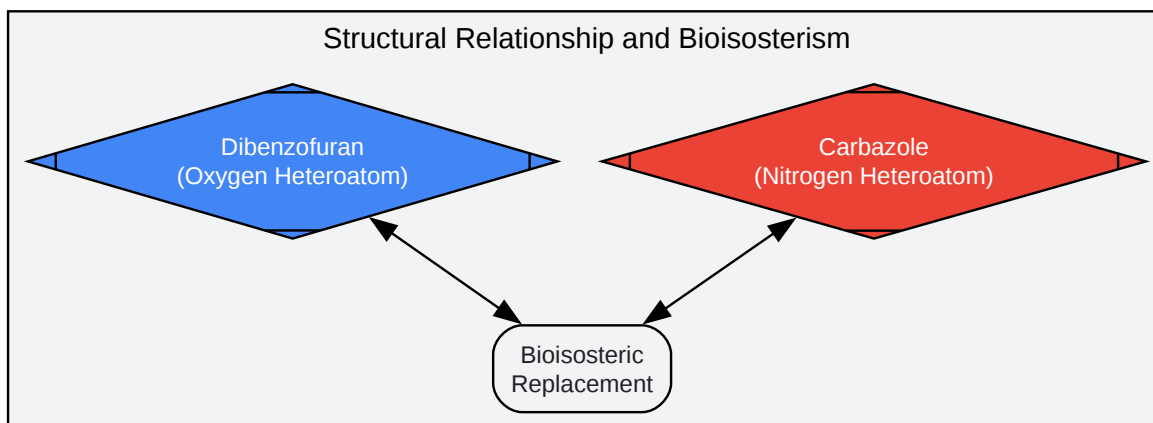 Structural Relationship and Bioisosterism
Dibenzofuran
(Oxygen Heteroatom)
Carbazole
(Nitrogen Heteroatom)
Bioisosteric
Replacement